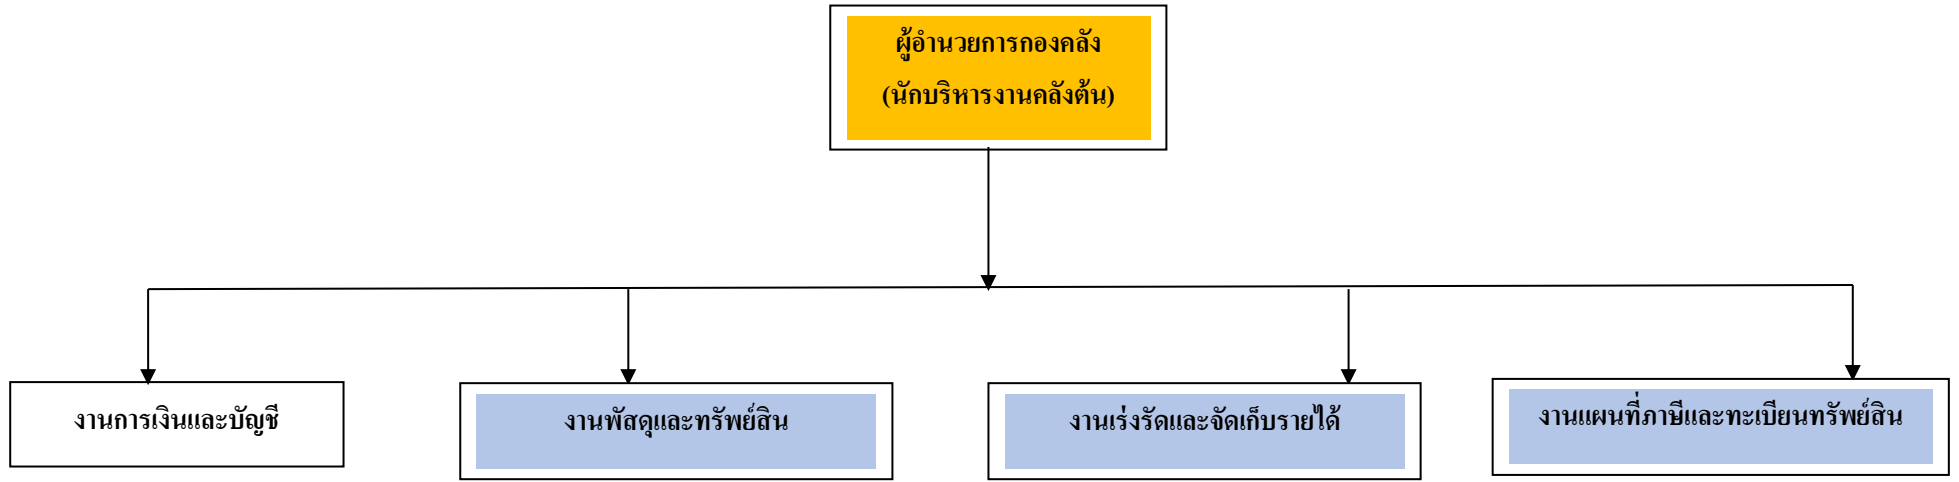 ผู้อำนวยการกองคลัง
(นักบริหารงานคลังต้น)
งานการเงินและบัญชี
งานพัสดุและทรัพย์สิน
งานเร่งรัดและจัดเก็บรายได้
งานแผนที่ภาษีและทะเบียนทรัพย์สิน